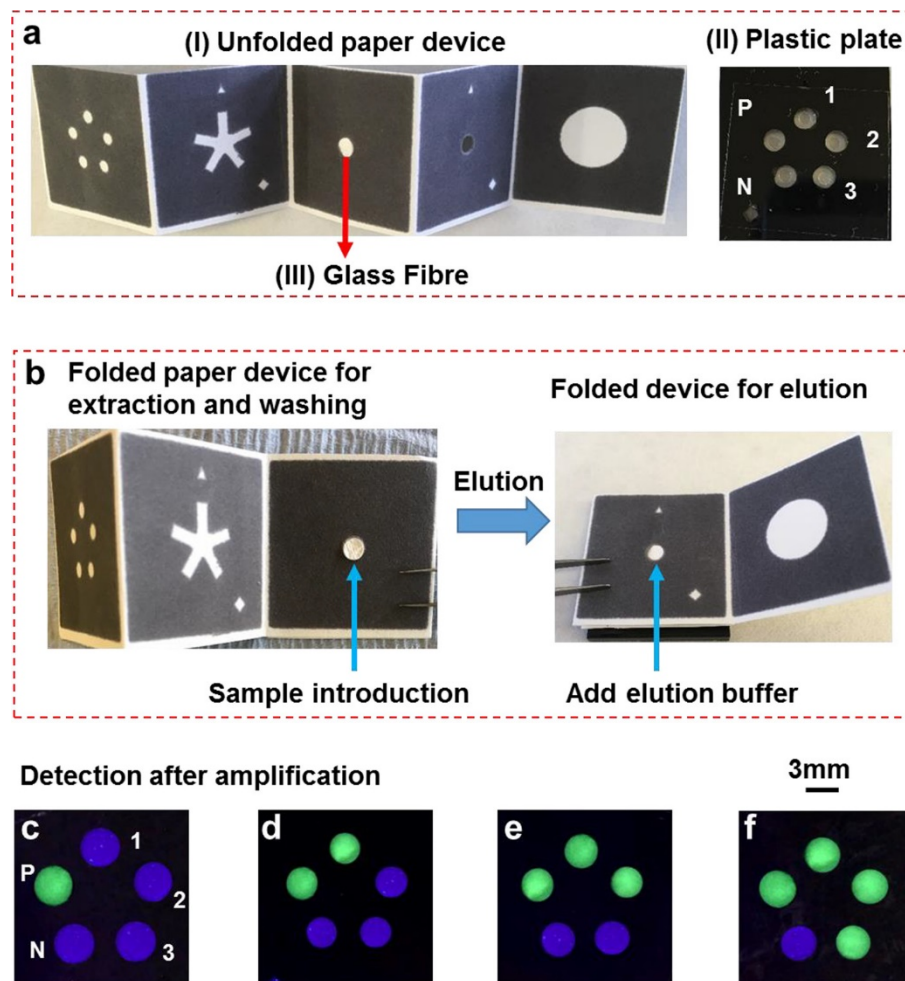 a
(I) Unfolded paper device
(II) Plastic plate
P
1
2
N
3
(III) Glass Fibre
b
Folded paper device for
extraction and washing
Folded device for elution
Elution
Sample introduction
Add elution buffer
Detection after amplification
3mm
c
1
P
2
N
3
d
e
f